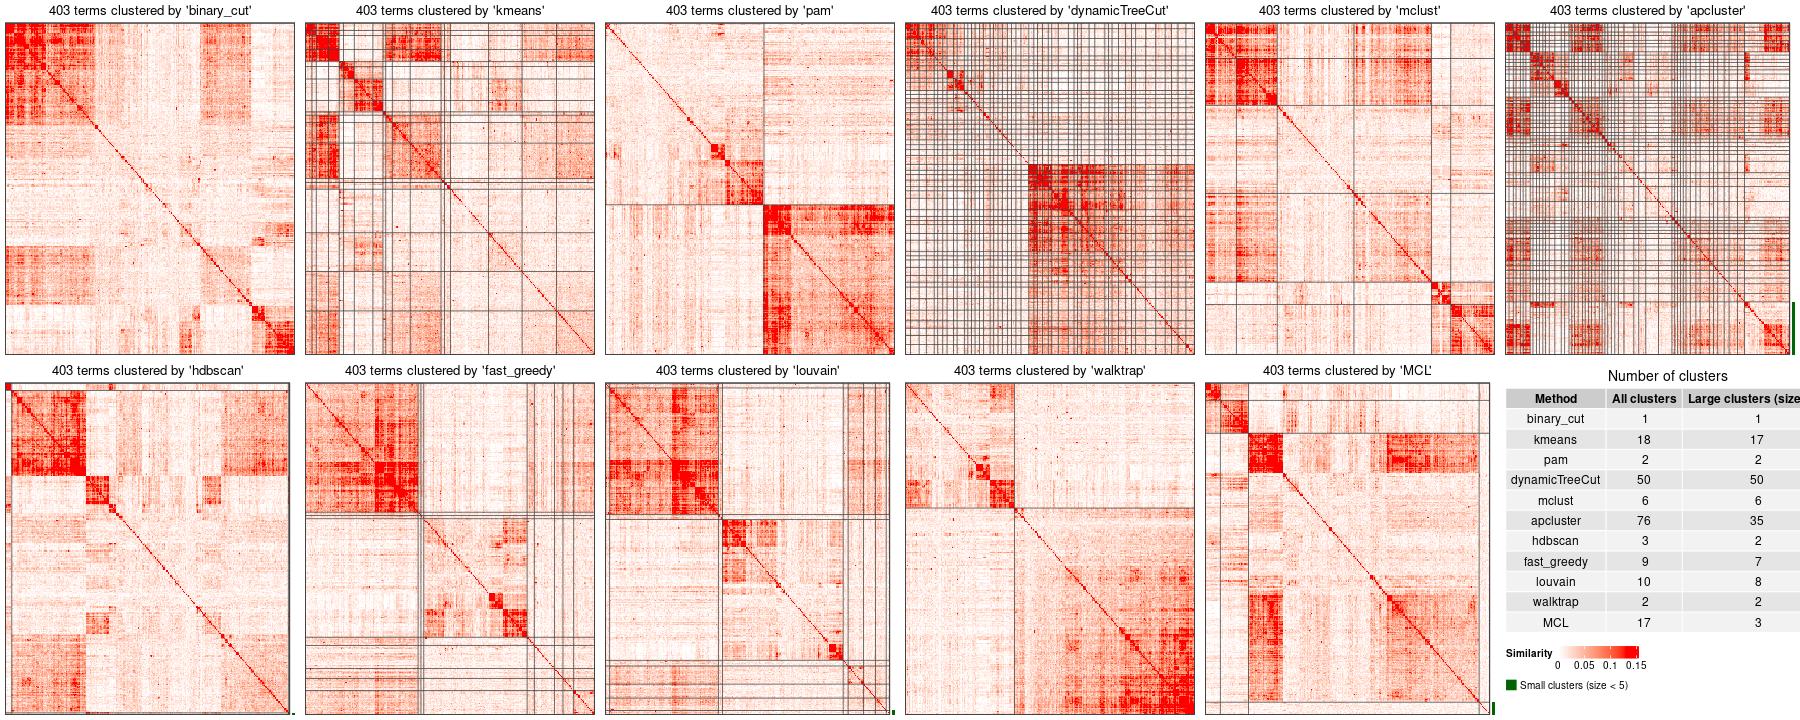 403 terms clustered by 'binary_cut'
403 terms clustered by 'kmeans'
403 terms clustered by 'pam'
403 terms clustered by 'dynamicTreeCut'
403 terms clustered by 'mclust'
403 terms clustered by 'apcluster'
403 terms clustered by 'hdbscan'
403 terms clustered by 'fast_greedy'
403 terms clustered by 'louvain'
403 terms clustered by 'walktrap'
403 terms clustered by 'MCL'
Number of clusters
Method All clusters Large clusters (size
binary_cut 1 1
kmeans 18 17
pam 2 2
dynamicTreeCut 50 50
mclust 6 6
apcluster 76 35
hdbscan 3 2
fast_greedy 9 7
louvain 10 8
walktrap 2 2
MCL 17 3
Similarity
0 0.05 0.1 0.15
Small clusters (size < 5)